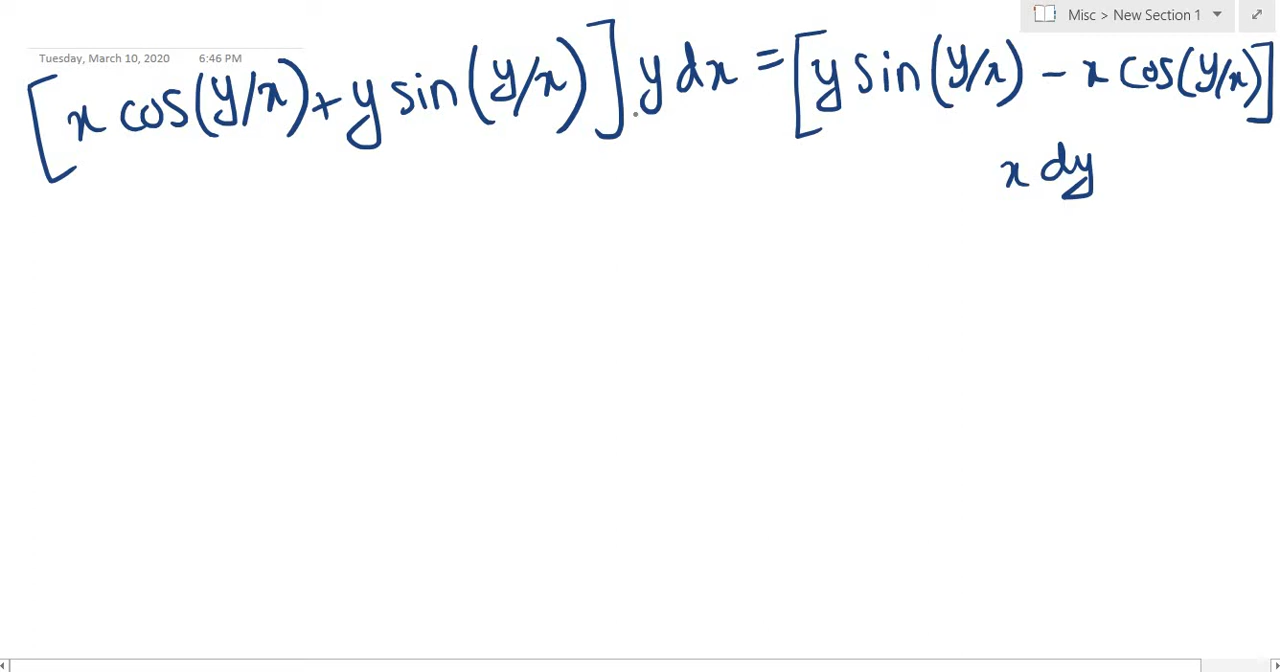 Misc > New Section 1
Tuesday, March 10, 2020 6:46 PM
[x cos(y/x) + y sin(y/x)] y dx = [y sin(y/x) - x cos(y/x)]
x dy